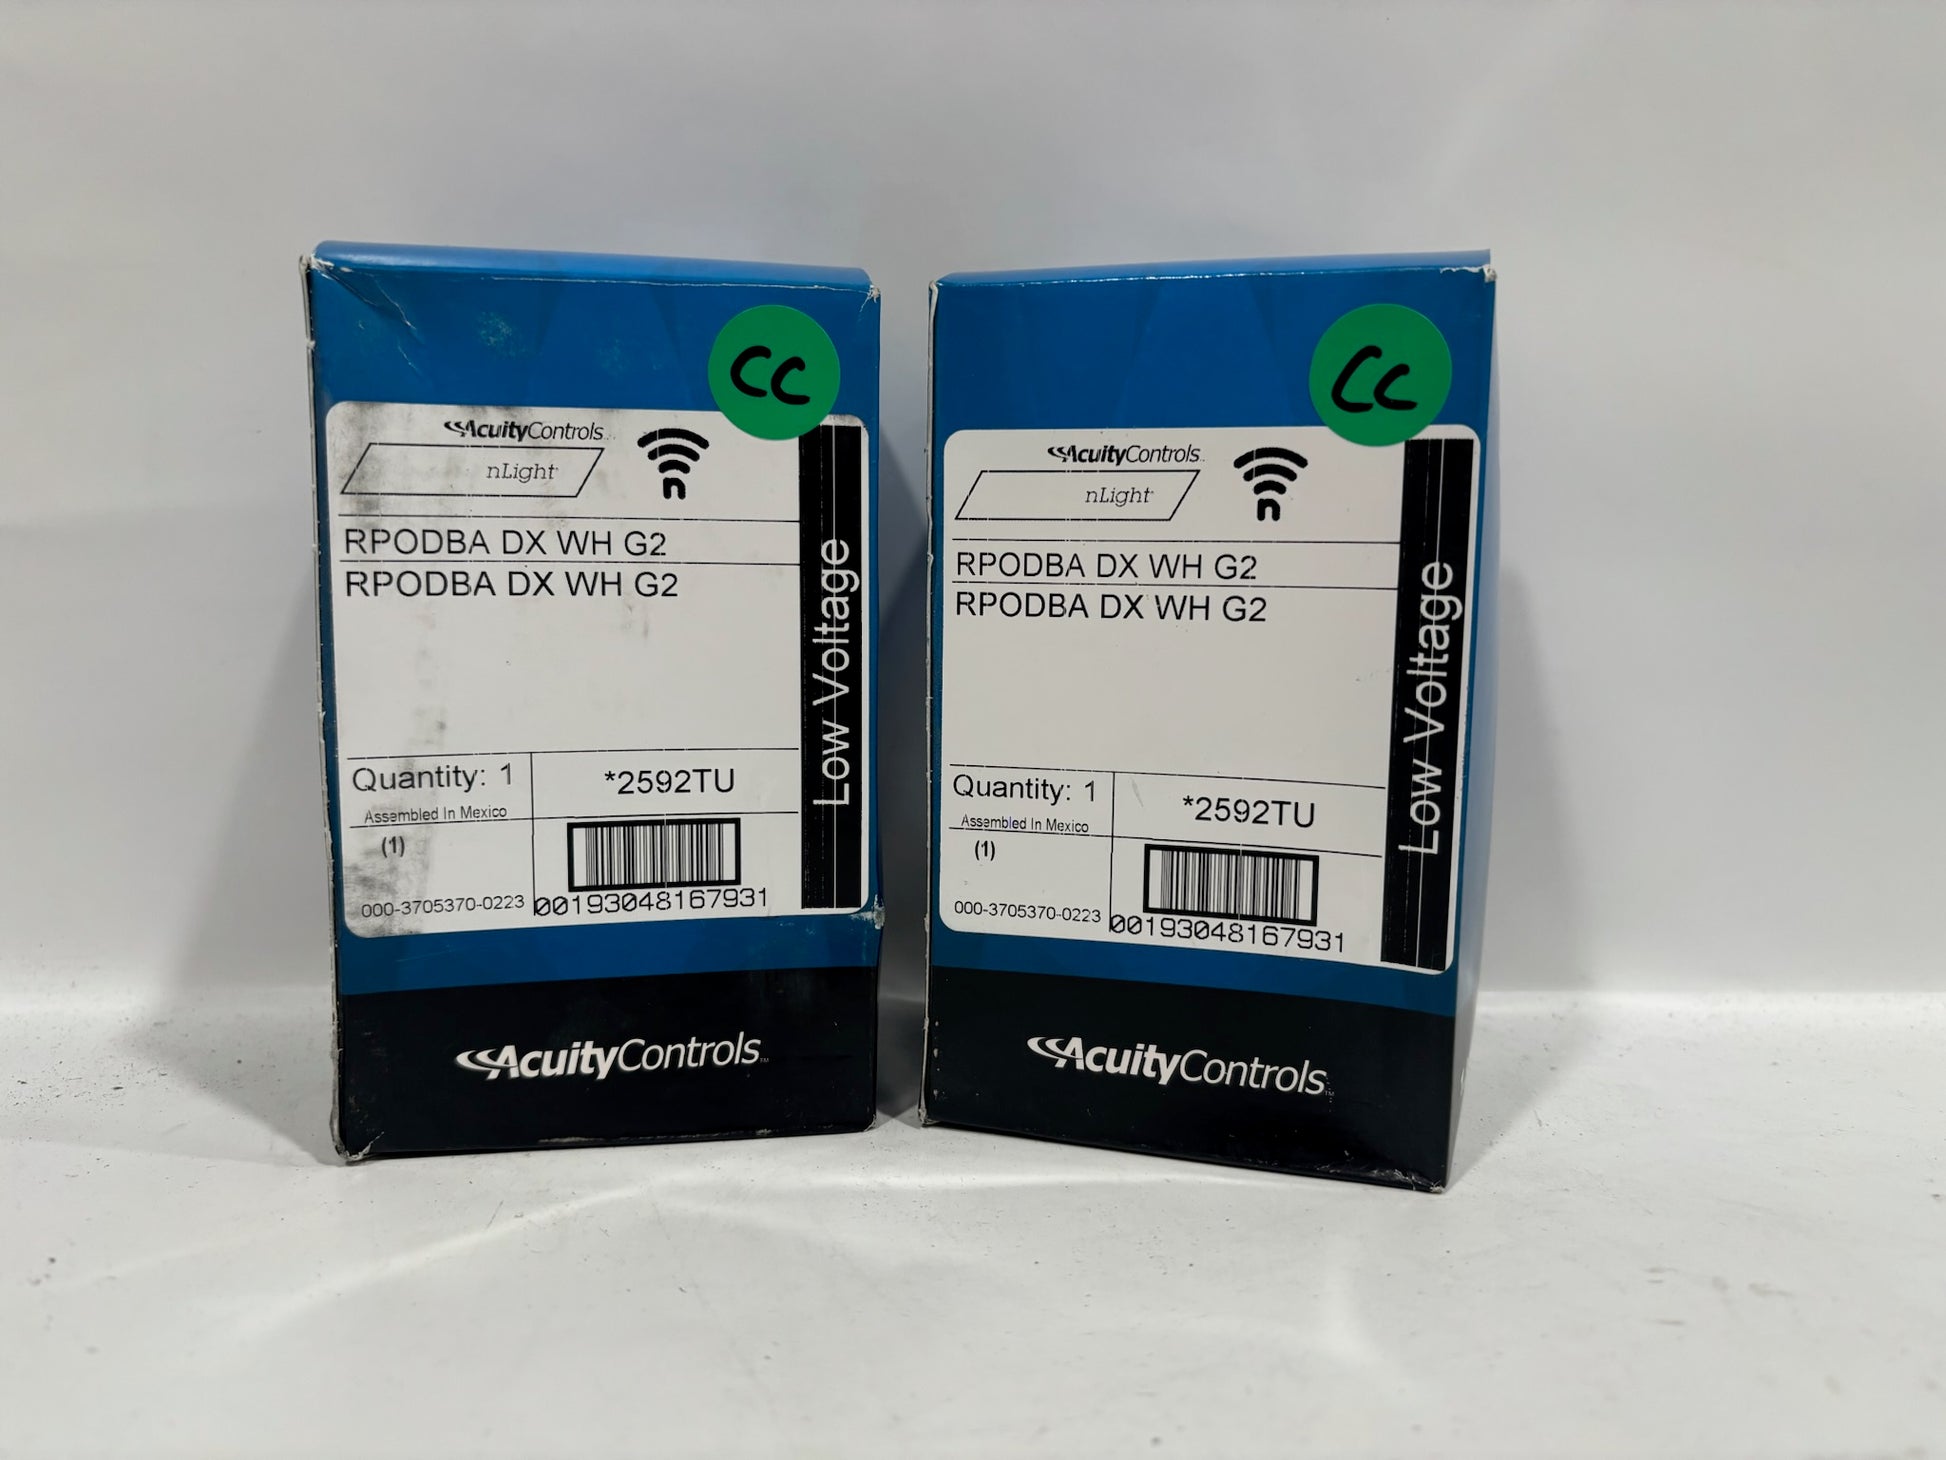 CC
AcuityControls
nLight
n
RPODBA DX WH G2
RPODBA DX WH G2
Low Voltage
Quantity: 1
*2592TU
Assembled In Mexico
(1)
000-3705370-0223
00193048167931
AcuityControls™
CC
AcuityControls
nLight
n
RPODBA DX WH G2
RPODBA DX WH G2
Low Voltage
Quantity: 1
*2592TU
Assembled In Mexico
(1)
000-3705370-0223
00193048167931
AcuityControls™